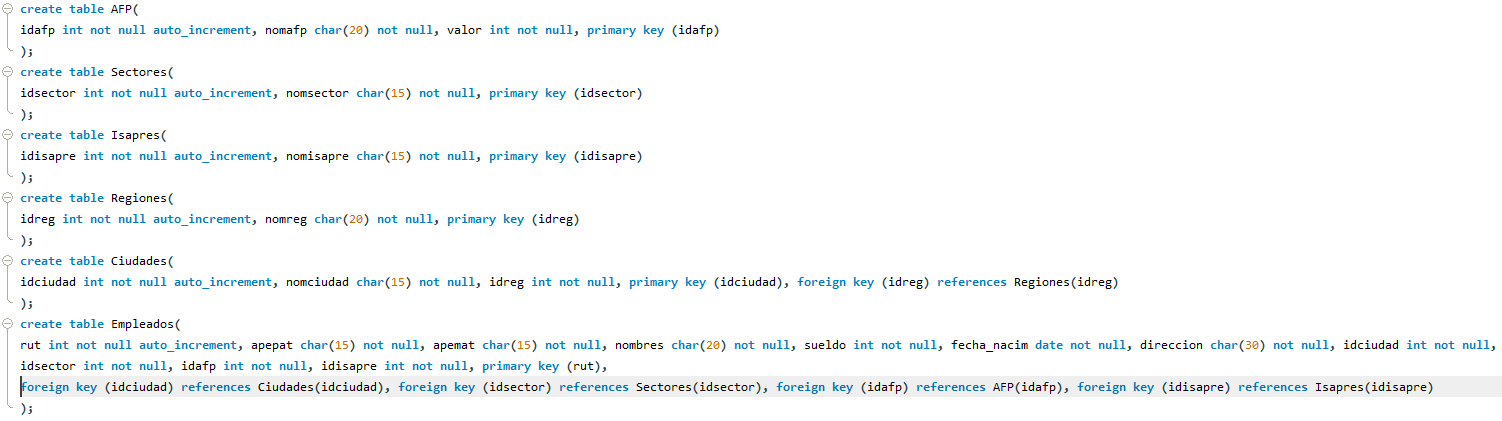 create table AFP(
idafp int not null auto_increment, nomafp char(20) not null, valor int not null, primary key (idafp)
);
create table Sectores(
idsector int not null auto_increment, nomsector char(15) not null, primary key (idsector)
);
create table Isapres(
idisapre int not null auto_increment, nomisapre char(15) not null, primary key (idisapre)
);
create table Regiones(
idreg int not null auto_increment, nomreg char(20) not null, primary key (idreg)
);
create table Ciudades(
idciudad int not null auto_increment, nomciudad char(15) not null, idreg int not null, primary key (idciudad), foreign key (idreg) references Regiones(idreg)
);
create table Empleados(
rut int not null auto_increment, apepat char(15) not null, apemat char(15) not null, nombres char(20) not null, sueldo int not null, fecha_nacim date not null, direccion char(30) not null, idciudad int not null,
idsector int not null, idafp int not null, idisapre int not null, primary key (rut),
foreign key (idciudad) references Ciudades(idciudad), foreign key (idsector) references Sectores(idsector), foreign key (idafp) references AFP(idafp), foreign key (idisapre) references Isapres(idisapre)
);